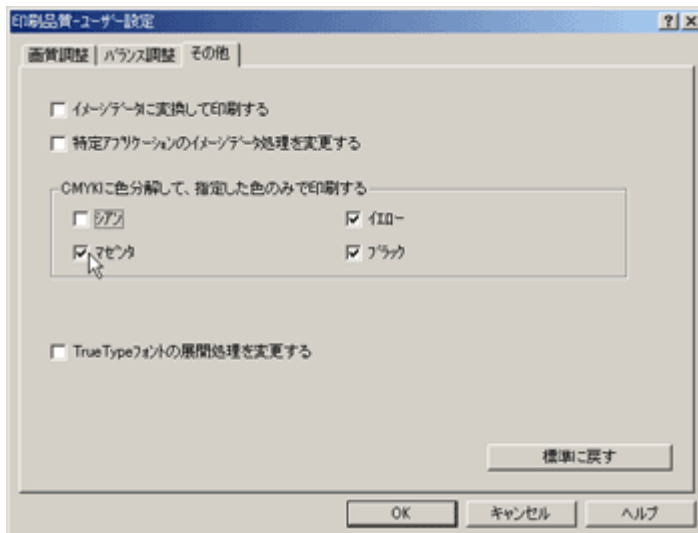 印刷品質-ユーザー設定
画質調整 バランス調整 その他
イメージデータに変換して印刷する
特定アプリケーションのイメージデータ処理を変更する
CMYKに色分解して、指定した色のみで印刷する
シアン イエロー
マゼンタ ブラック
TrueTypeフォントの展開処理を変更する
標準に戻す
OK キャンセル ヘルプ